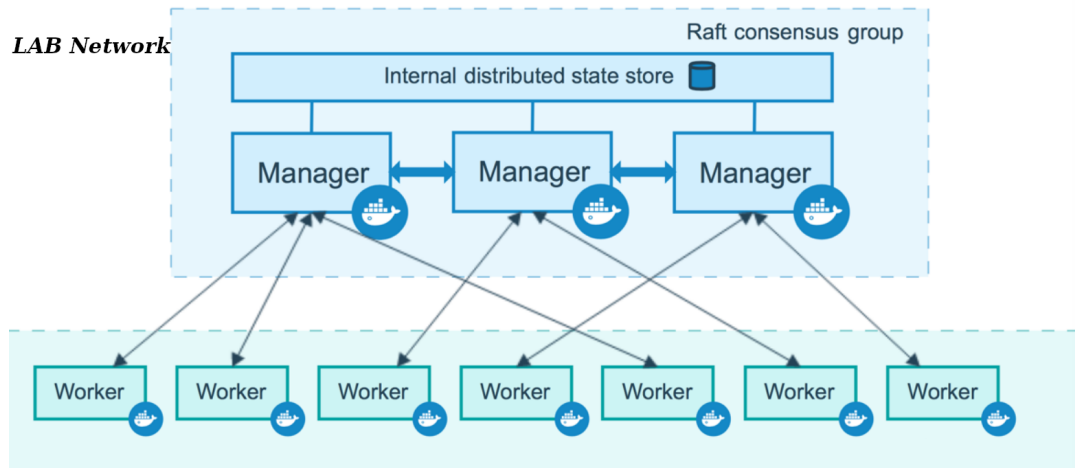 LAB Network
Raft consensus group
Internal distributed state store
Manager
Manager
Manager
Worker
Worker
Worker
Worker
Worker
Worker
Worker